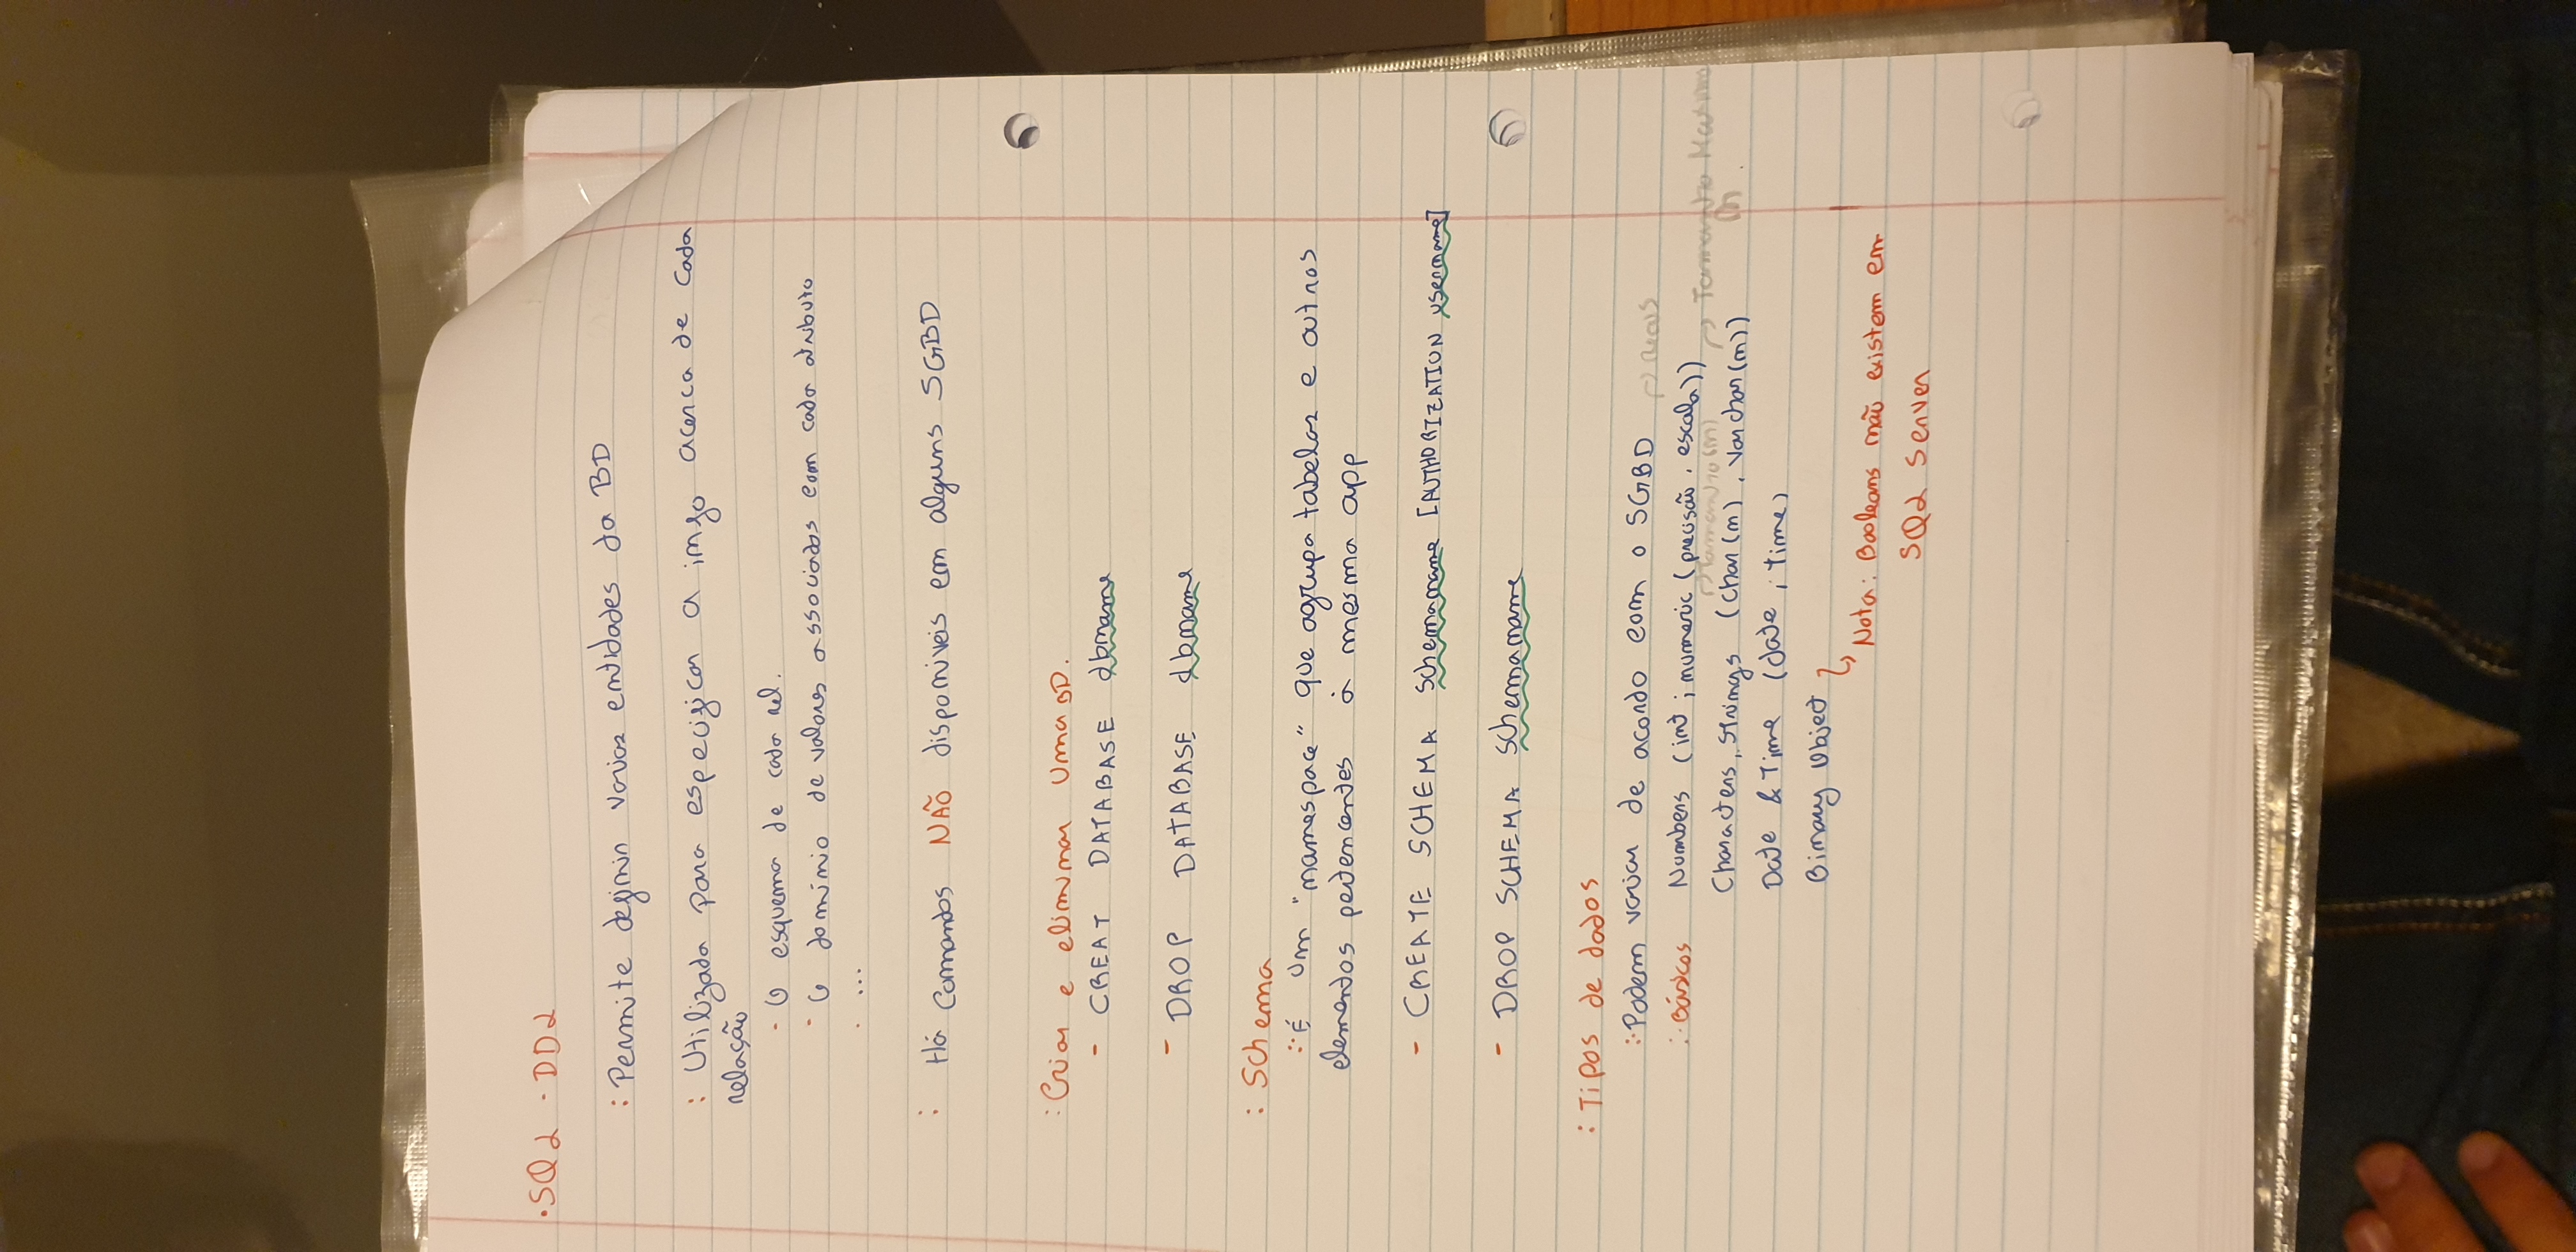 ·SQL - DDL
: Permite definir varias entidades da BD
: Utilizada para especificar a info acerca de cada
relação
- O esquema de cada rel.
- O domínio de valores associados com cada atributo
- ...
: Há Comandos NÃO disponiveis em alguns SGBD
: Criar e eliminar uma BD.
- CREAT DATABASE dbname
- DROP DATABASE dbname
: Schema
:· É um "namespace" que agrupa tabelas e outros
elementos pertencentes à mesma app
- CREATE SCHEMA schemaname [AUTHORIZATION username]
- DROP SCHEMA schemaname
: Tipos de dados
:· Podem variar de acordo com o SGBD
→ reais
:· Básicos Numbers (int ; numeric (precisão, escala))
→ Tamanho (n) → Tamanho Maximo
n
Characters, Strings (char(n), varchar(n))
Date & Time (date ; time)
Binary Object
↳ Nota: Booleans não existem em
SQL Server